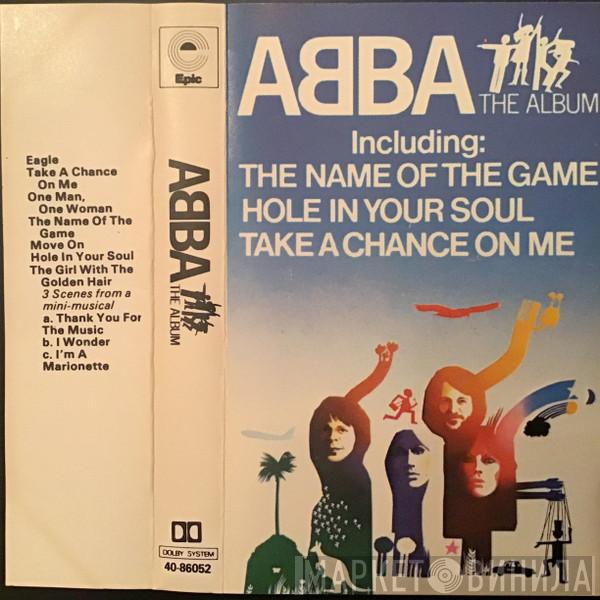 Eagle
Take A Chance
On Me
One Man,
One Woman
The Name Of The
Game
Move On
Hole In Your Soul
The Girl With The
Golden Hair
3 Scenes from a
mini-musical
a. Thank You For
The Music
b. I Wonder
c. I'm A
Marionette
Epic
ABBA
THE ALBUM
DOLBY SYSTEM
40-86052
ABBA
THE ALBUM
Including:
THE NAME OF THE GAME
HOLE IN YOUR SOUL
TAKE A CHANCE ON ME
МАРКЕТ ВИНИЛА